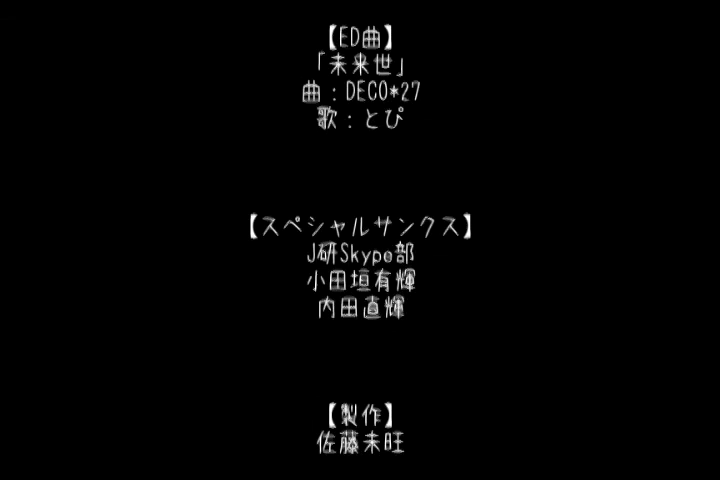 【ED曲】
「未来世」
曲：DECO*27
歌：とぴ
【スペシャルサンクス】
J研Skype部
小田垣有輝
内田直輝
【製作】
佐藤未旺